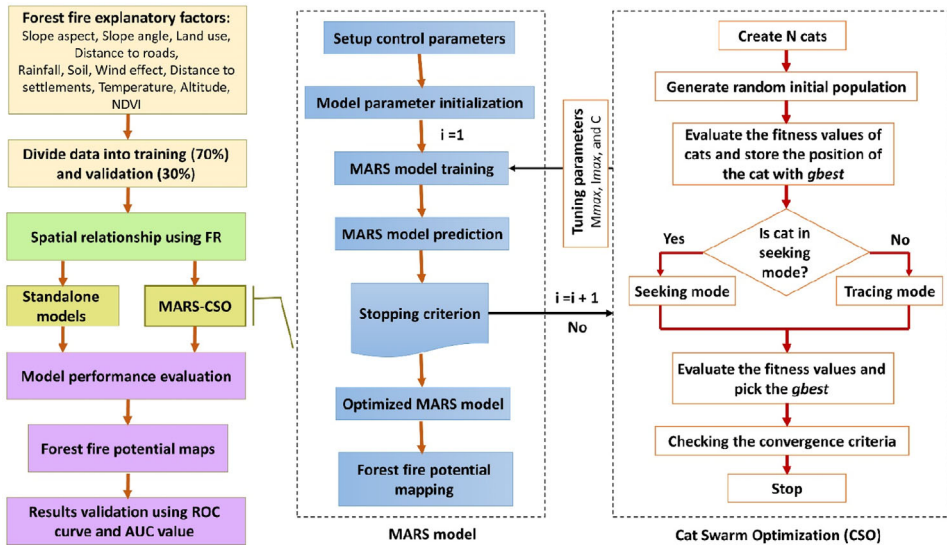 Forest fire explanatory factors:
Slope aspect, Slope angle, Land use,
Distance to roads,
Rainfall, Soil, Wind effect, Distance to
settlements, Temperature, Altitude,
NDVI
Divide data into training (70%)
and validation (30%)
Spatial relationship using FR
Standalone
models
MARS-CSO
Model performance evaluation
Forest fire potential maps
Results validation using ROC
curve and AUC value
Setup control parameters
Model parameter initialization
i =1
MARS model training
MARS model prediction
Stopping criterion
i =i + 1
No
Optimized MARS model
Forest fire potential
mapping
MARS model
Tuning parameters
Mmax, Imax, and C
Create N cats
Generate random initial population
Evaluate the fitness values of
cats and store the position of
the cat with gbest
Is cat in
seeking
mode?
Yes
No
Seeking mode
Tracing mode
Evaluate the fitness values and
pick the gbest
Checking the convergence criteria
Stop
Cat Swarm Optimization (CSO)